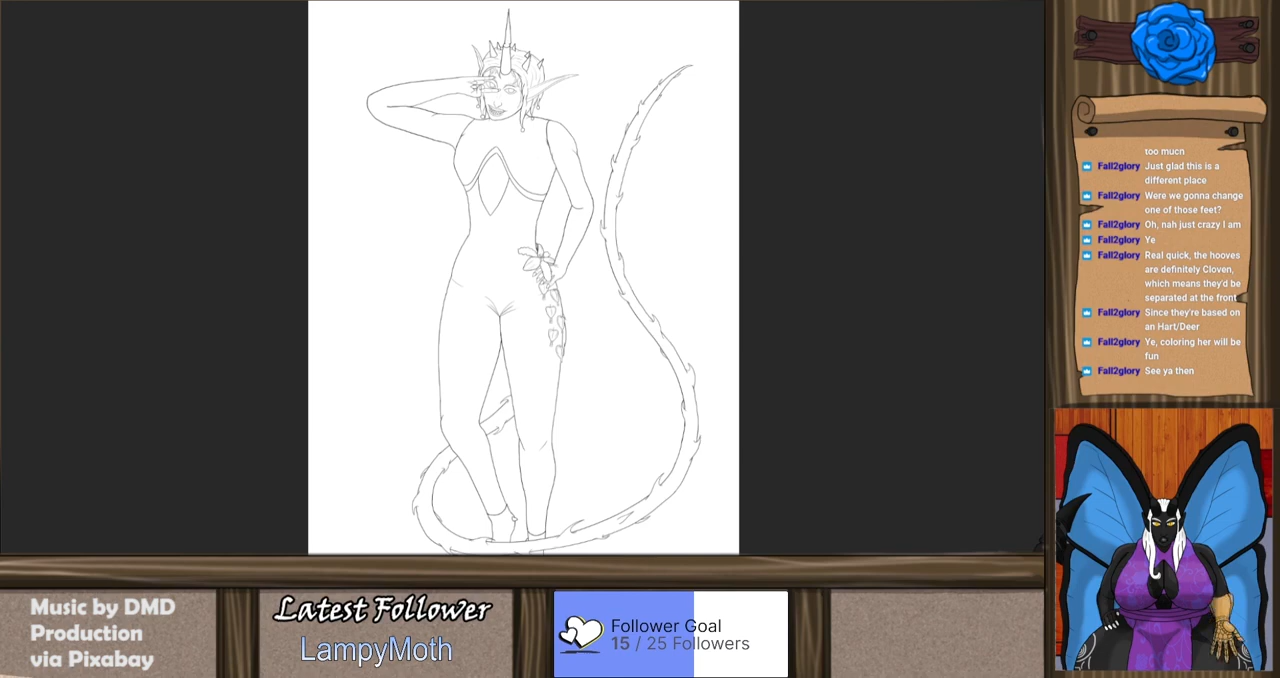 too mucn
Fall2glory Just glad this is a
different place
Fall2glory Were we gonna change
one of those feet?
Fall2glory Oh, nah just crazy I am
Fall2glory Ye
Fall2glory Real quick, the hooves
are definitely Cloven,
which means they'd be
separated at the front
Fall2glory Since they're based on
an Hart/Deer
Fall2glory Ye, coloring her will be
fun
Fall2glory See ya then
Music by DMD
Production
via Pixabay
Latest Follower
LampyMoth
Follower Goal
15 / 25 Followers